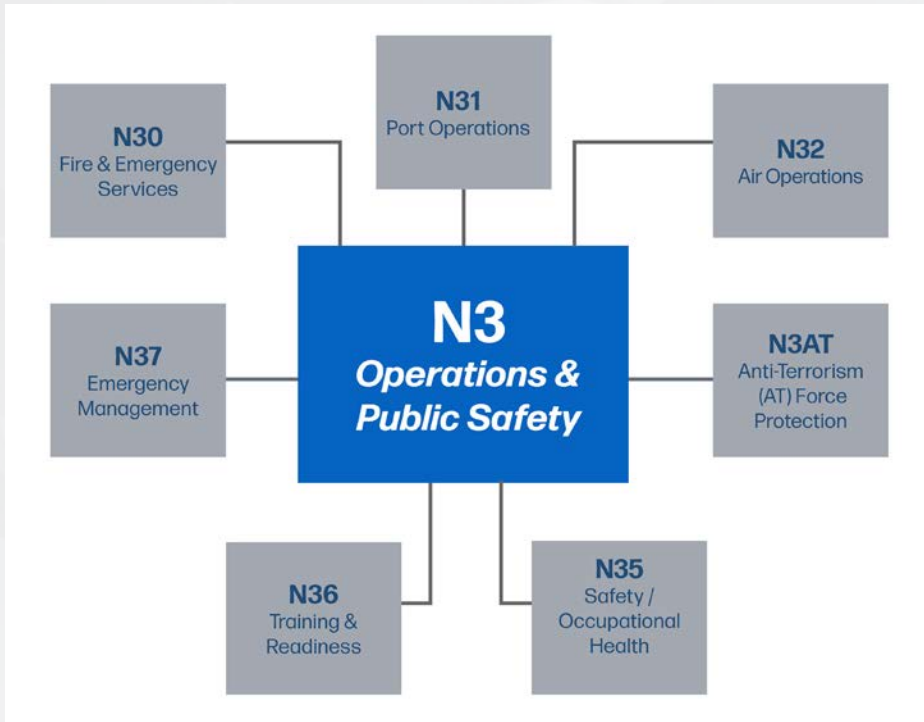 N31
Port Operations
N30
Fire & Emergency
Services
N32
Air Operations
N3
Operations &
Public Safety
N37
Emergency
Management
N3AT
Anti-Terrorism
(AT) Force
Protection
N36
Training &
Readiness
N35
Safety /
Occupational
Health